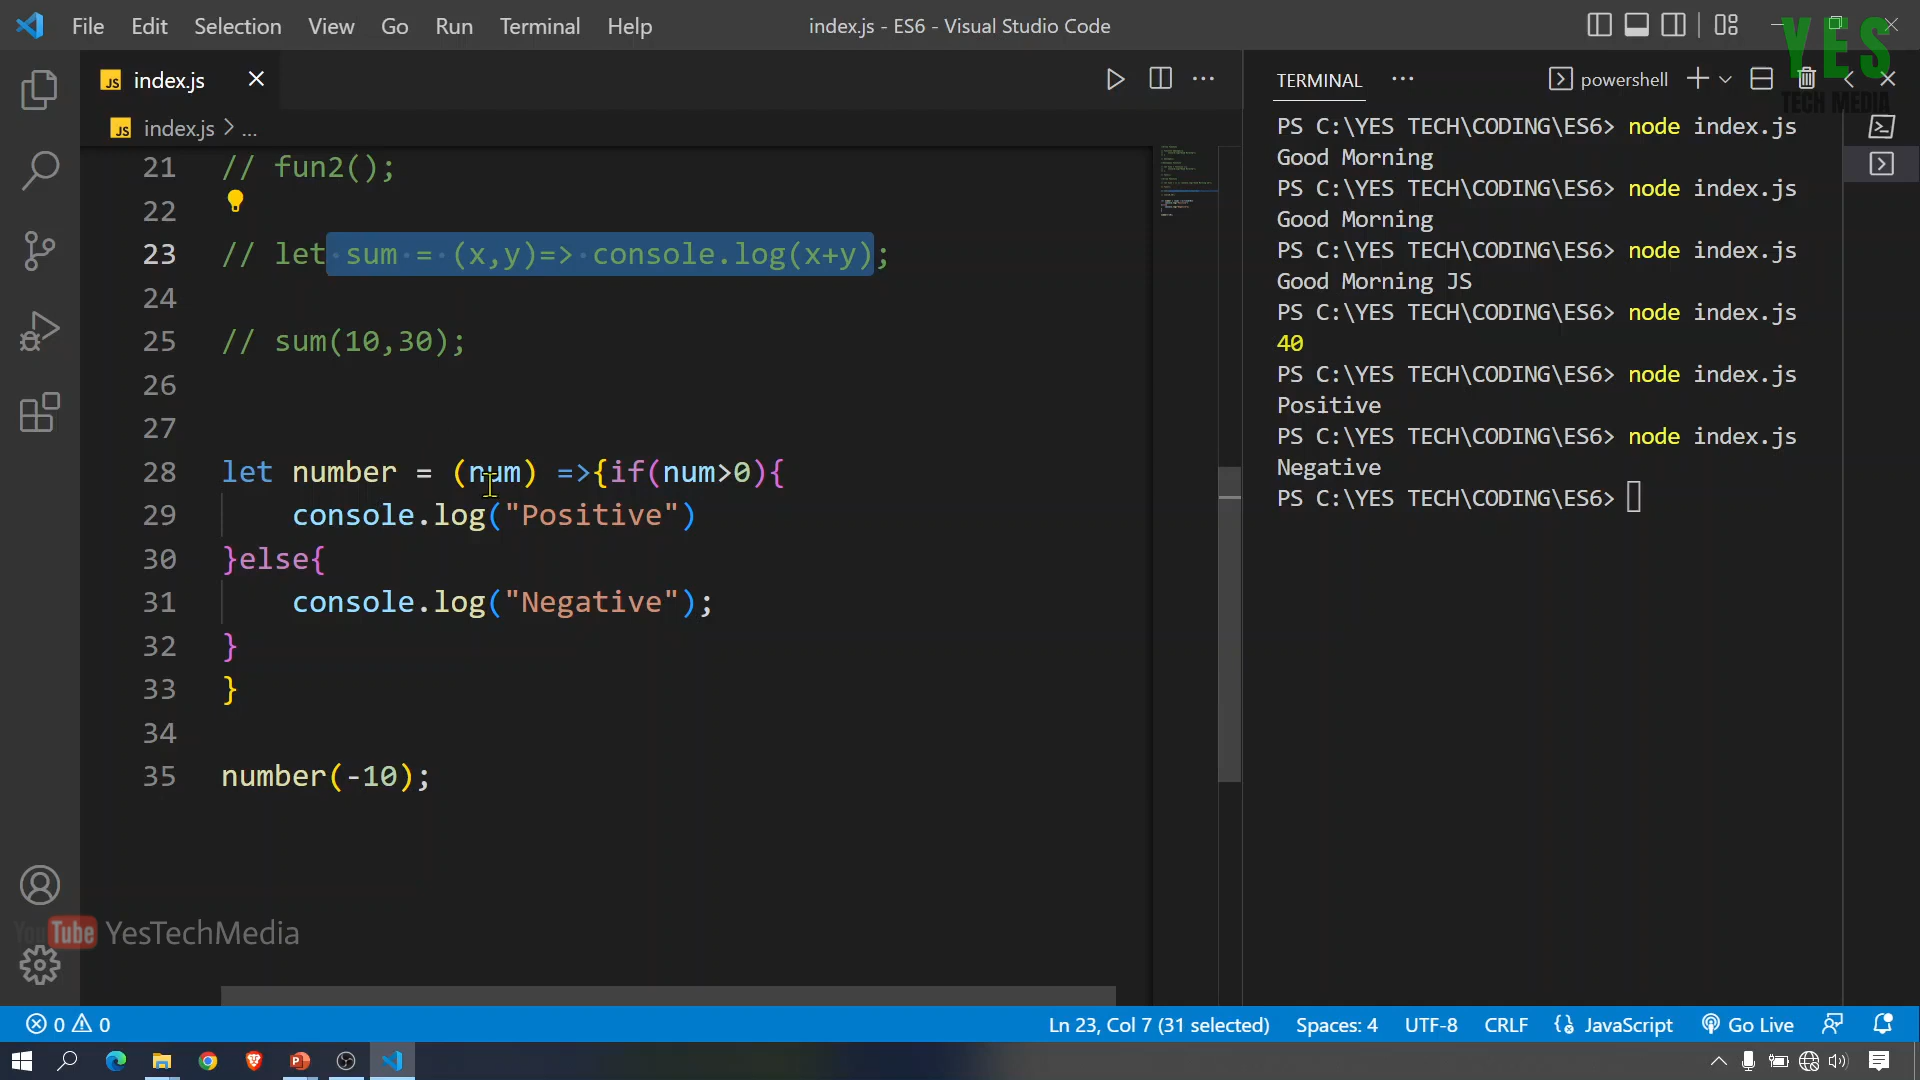 File Edit Selection View Go Run Terminal Help
index.js - ES6 - Visual Studio Code
YES
TECH MEDIA
JS index.js
JS index.js > ...
21 // fun2();
22
23 // let sum = (x,y)=> console.log(x+y);
24
25 // sum(10,30);
26
27
28 let number = (num) =>{if(num>0){
29 console.log("Positive")
30 }else{
31 console.log("Negative");
32 }
33 }
34
35 number(-10);
TERMINAL ... powershell
PS C:\YES TECH\CODING\ES6> node index.js
Good Morning
PS C:\YES TECH\CODING\ES6> node index.js
Good Morning
PS C:\YES TECH\CODING\ES6> node index.js
Good Morning JS
PS C:\YES TECH\CODING\ES6> node index.js
40
PS C:\YES TECH\CODING\ES6> node index.js
Positive
PS C:\YES TECH\CODING\ES6> node index.js
Negative
PS C:\YES TECH\CODING\ES6>
YouTube YesTechMedia
0 0 Ln 23, Col 7 (31 selected) Spaces: 4 UTF-8 CRLF JavaScript Go Live